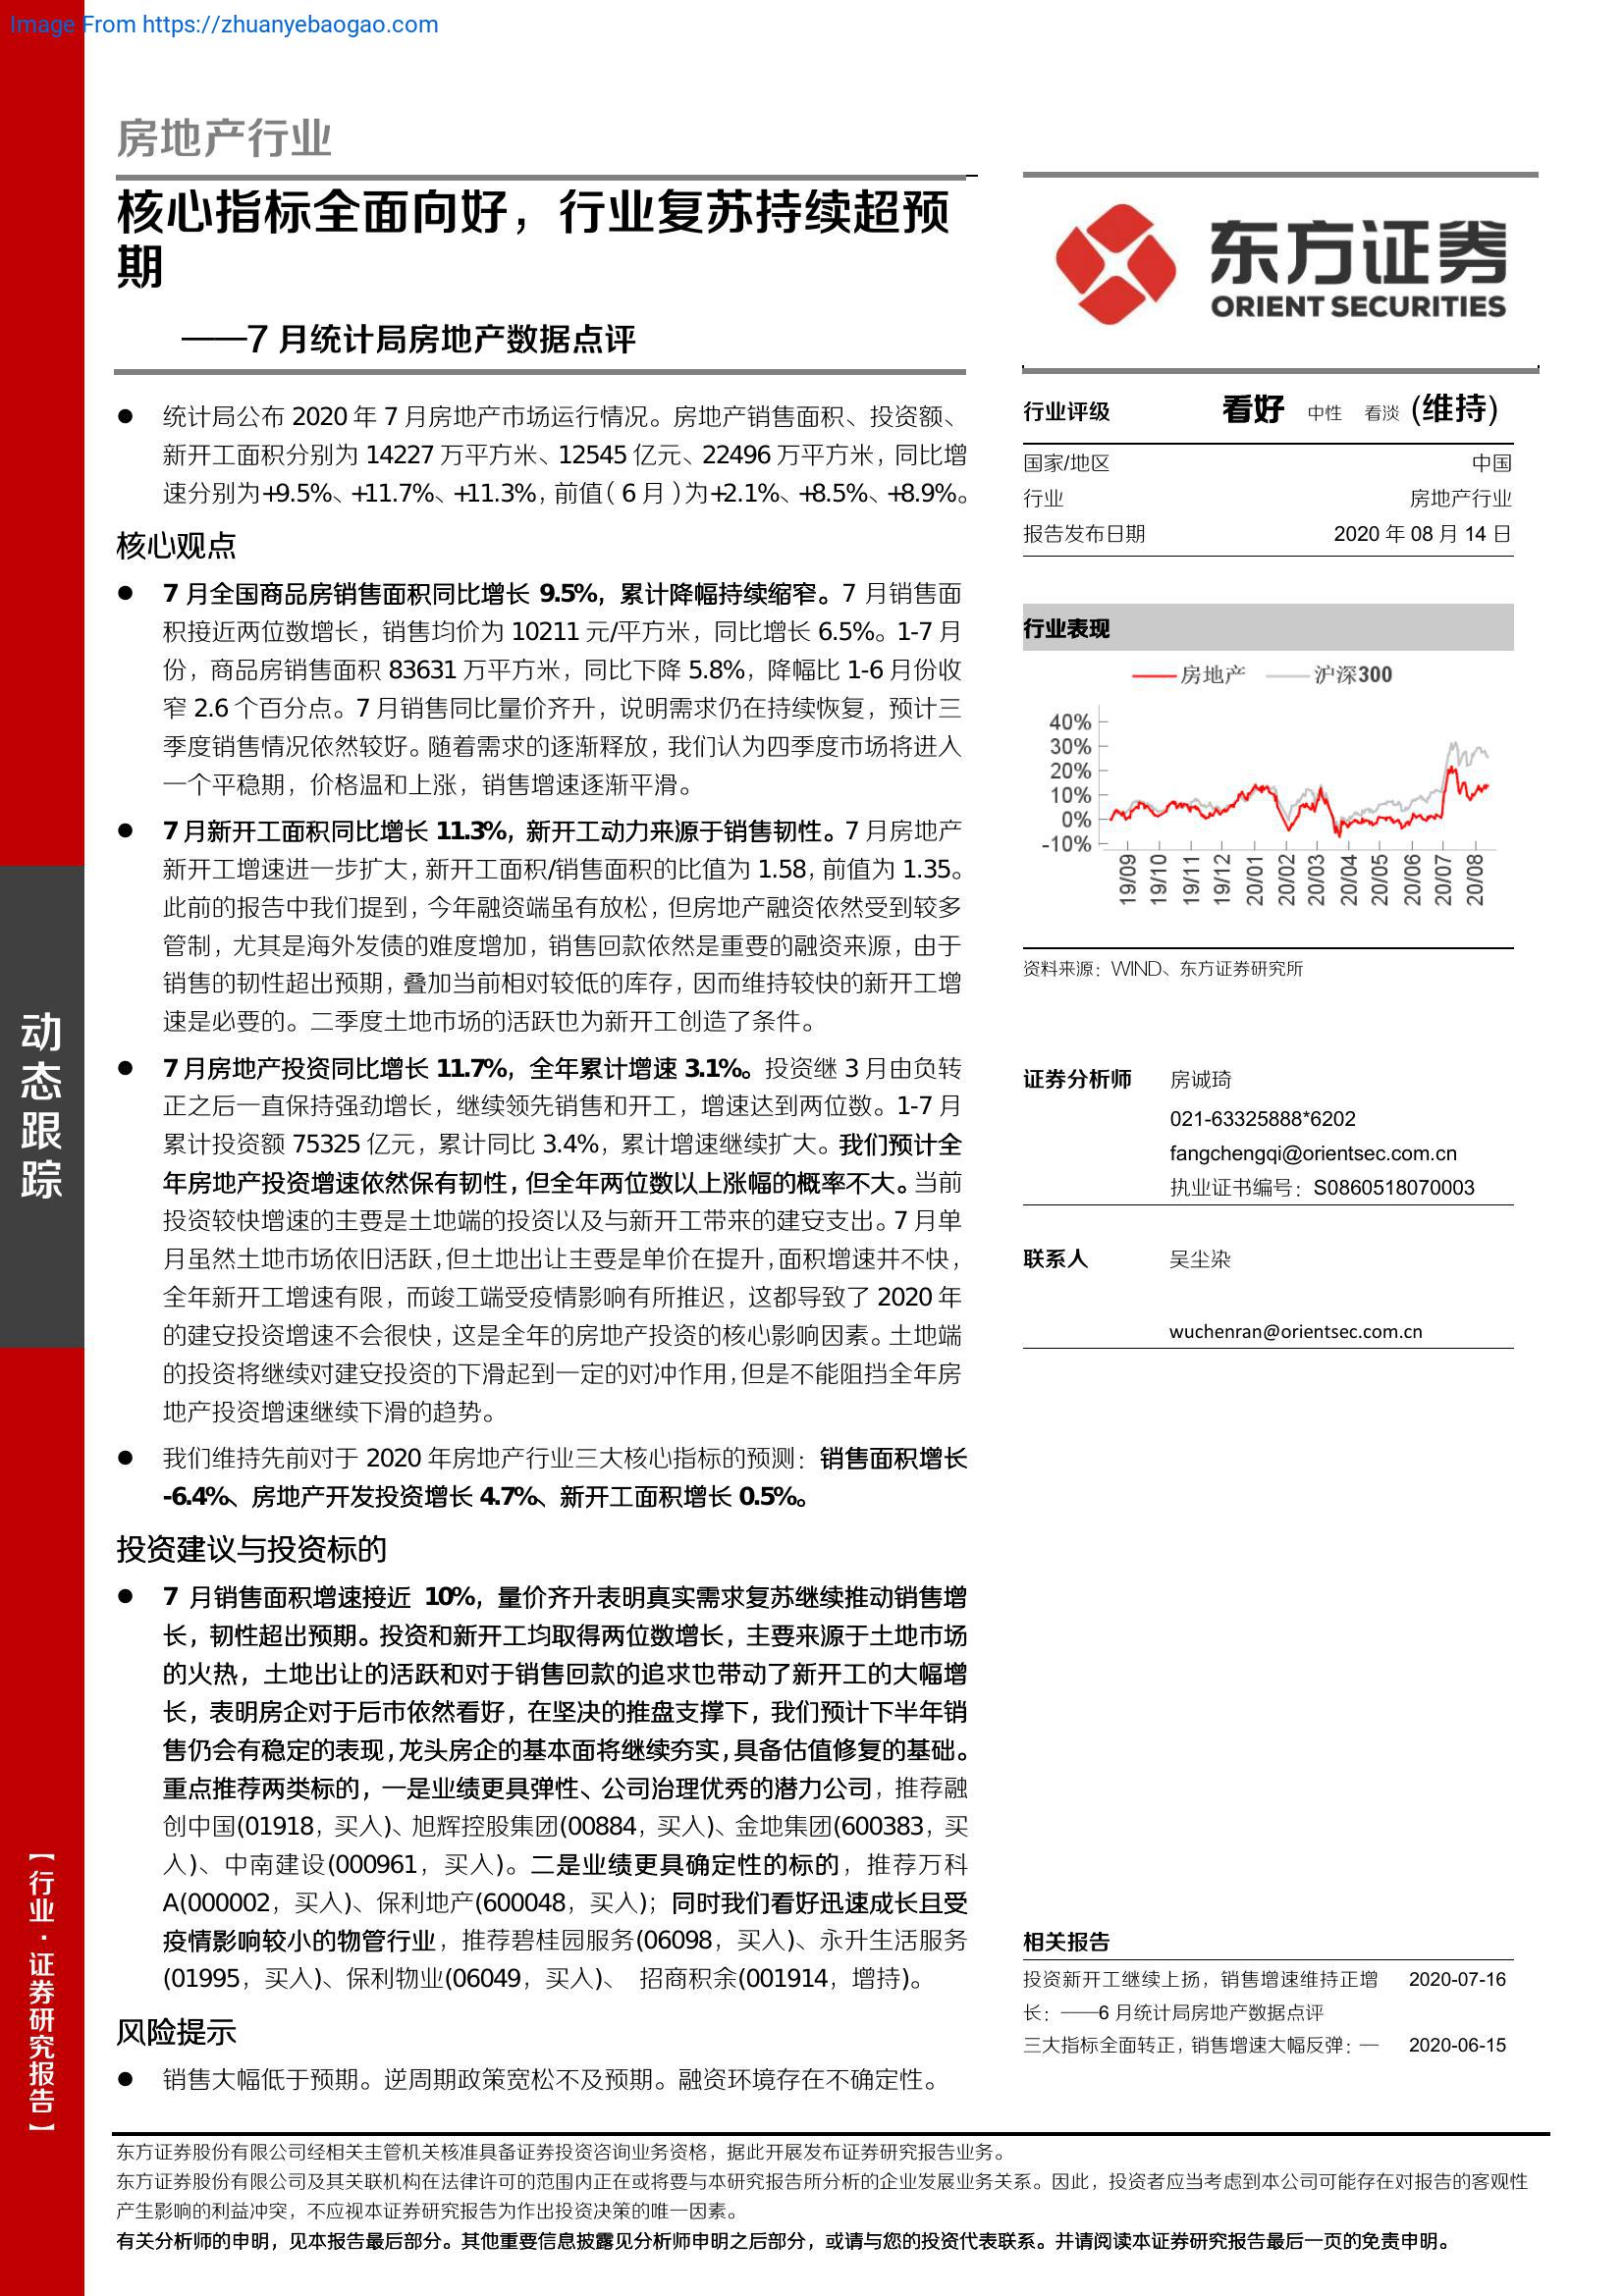 Image From https://zhuanyebaogao.com
房地产行业
核心指标全面向好，行业复苏持续超预
期
——7 月统计局房地产数据点评
● 统计局公布 2020 年 7 月房地产市场运行情况。房地产销售面积、投资额、
新开工面积分别为 14227 万平方米、12545 亿元、22496 万平方米，同比增
速分别为+9.5%、+11.7%、+11.3%，前值（6 月）为+2.1%、+8.5%、+8.9%。
核心观点
● 7 月全国商品房销售面积同比增长 9.5%，累计降幅持续缩窄。7 月销售面
积接近两位数增长，销售均价为 10211 元/平方米，同比增长 6.5%。1-7 月
份，商品房销售面积 83631 万平方米，同比下降 5.8%，降幅比 1-6 月份收
窄 2.6 个百分点。7 月销售同比量价齐升，说明需求仍在持续恢复，预计三
季度销售情况依然较好。随着需求的逐渐释放，我们认为四季度市场将进入
一个平稳期，价格温和上涨，销售增速逐渐平滑。
● 7 月新开工面积同比增长 11.3%，新开工动力来源于销售韧性。7 月房地产
新开工增速进一步扩大，新开工面积/销售面积的比值为 1.58，前值为 1.35。
此前的报告中我们提到，今年融资端虽有放松，但房地产融资依然受到较多
管制，尤其是海外发债的难度增加，销售回款依然是重要的融资来源，由于
销售的韧性超出预期，叠加当前相对较低的库存，因而维持较快的新开工增
速是必要的。二季度土地市场的活跃也为新开工创造了条件。
● 7 月房地产投资同比增长 11.7%，全年累计增速 3.1%。投资继 3 月由负转
正之后一直保持强劲增长，继续领先销售和开工，增速达到两位数。1-7 月
累计投资额 75325 亿元，累计同比 3.4%，累计增速继续扩大。我们预计全
年房地产投资增速依然保有韧性，但全年两位数以上涨幅的概率不大。当前
投资较快增速的主要是土地端的投资以及与新开工带来的建安支出。7 月单
月虽然土地市场依旧活跃，但土地出让主要是单价在提升，面积增速并不快，
全年新开工增速有限，而竣工端受疫情影响有所推迟，这都导致了 2020 年
的建安投资增速不会很快，这是全年的房地产投资的核心影响因素。土地端
的投资将继续对建安投资的下滑起到一定的对冲作用，但是不能阻挡全年房
地产投资增速继续下滑的趋势。
● 我们维持先前对于 2020 年房地产行业三大核心指标的预测：销售面积增长
-6.4%、房地产开发投资增长 4.7%、新开工面积增长 0.5%。
投资建议与投资标的
● 7 月销售面积增速接近 10%，量价齐升表明真实需求复苏继续推动销售增
长，韧性超出预期。投资和新开工均取得两位数增长，主要来源于土地市场
的火热，土地出让的活跃和对于销售回款的追求也带动了新开工的大幅增
长，表明房企对于后市依然看好，在坚决的推盘支撑下，我们预计下半年销
售仍会有稳定的表现，龙头房企的基本面将继续夯实，具备估值修复的基础。
重点推荐两类标的，一是业绩更具弹性、公司治理优秀的潜力公司，推荐融
创中国(01918，买入)、旭辉控股集团(00884，买入)、金地集团(600383，买
入)、中南建设(000961，买入)。二是业绩更具确定性的标的，推荐万科
A(000002，买入)、保利地产(600048，买入)；同时我们看好迅速成长且受
疫情影响较小的物管行业，推荐碧桂园服务(06098，买入)、永升生活服务
(01995，买入)、保利物业(06049，买入)、 招商积余(001914，增持)。
风险提示
● 销售大幅低于预期。逆周期政策宽松不及预期。融资环境存在不确定性。
东方证券
ORIENT SECURITIES
行业评级 看好 中性 看淡 (维持)
国家/地区 中国
行业 房地产行业
报告发布日期 2020 年 08 月 14 日
行业表现
房地产 沪深300
40%
30%
20%
10%
0%
-10%
19/09 19/10 19/11 19/12 20/01 20/02 20/03 20/04 20/05 20/06 20/07 20/08
资料来源：WIND、东方证券研究所
证券分析师 房诚琦
021-63325888*6202
fangchengqi@orientsec.com.cn
执业证书编号：S0860518070003
联系人 吴尘染
wuchenran@orientsec.com.cn
相关报告
投资新开工继续上扬，销售增速维持正增 2020-07-16
长：——6 月统计局房地产数据点评
三大指标全面转正，销售增速大幅反弹：— 2020-06-15
动态跟踪
【行业·证券研究报告】
东方证券股份有限公司经相关主管机关核准具备证券投资咨询业务资格，据此开展发布证券研究报告业务。
东方证券股份有限公司及其关联机构在法律许可的范围内正在或将要与本研究报告所分析的企业发展业务关系。因此，投资者应当考虑到本公司可能存在对报告的客观性
产生影响的利益冲突，不应视本证券研究报告为作出投资决策的唯一因素。
有关分析师的申明，见本报告最后部分。其他重要信息披露见分析师申明之后部分，或请与您的投资代表联系。并请阅读本证券研究报告最后一页的免责申明。